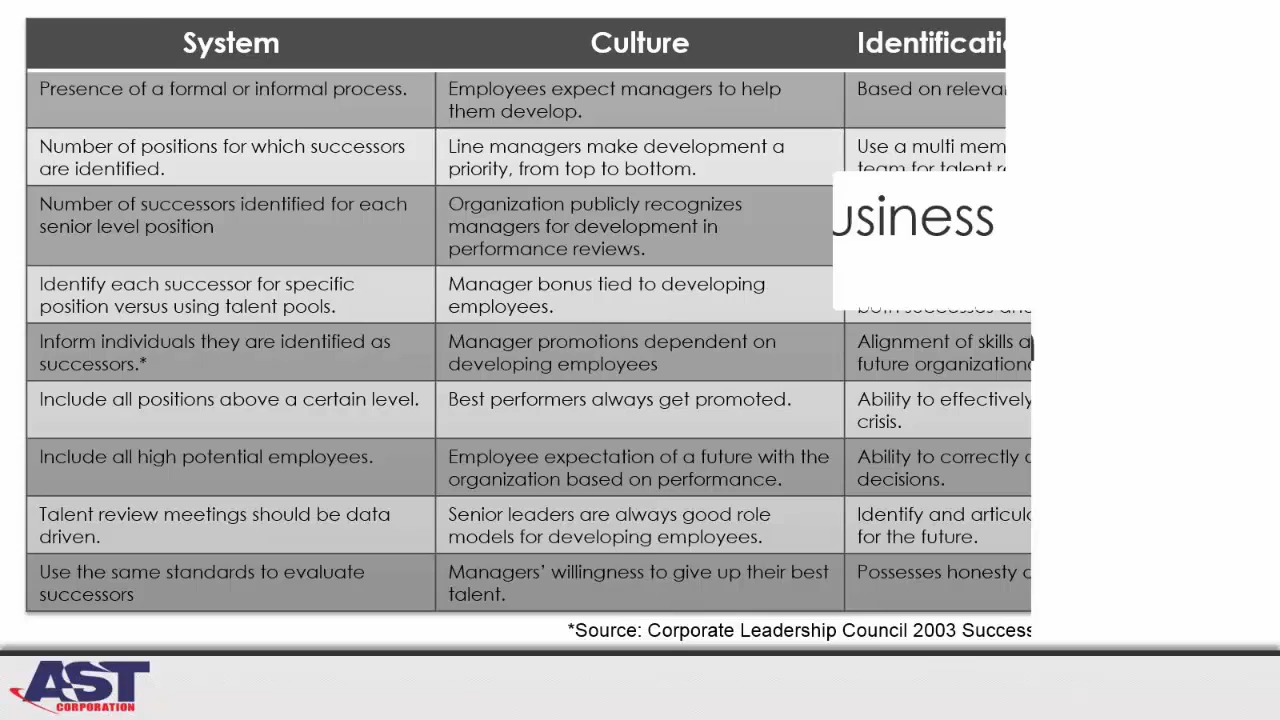 System Culture
Presence of a formal or informal process.
Employees expect managers to help
them develop.
Based on
Number of positions for which successors
are identified.
Line managers make development a
priority, from top to bottom.
Use a multi
team for talent
Number of successors identified for each
senior level position
Organization publicly recognizes
managers for development in
performance reviews.
Identify each successor for specific
position versus using talent pools.
Manager bonus tied to developing
employees.
Inform individuals they are identified as
successors.*
Manager promotions dependent on
developing employees
Alignment of skills
future
Include all positions above a certain level.
Best performers always get promoted.
Ability to effectively
crisis.
Include all high potential employees.
Employee expectation of a future with the
organization based on performance.
Ability to correctly
decisions.
Talent review meetings should be data
driven.
Senior leaders are always good role
models for developing employees.
Identify and
for the future.
Use the same standards to evaluate
successors
Managers’ willingness to give up their best
talent.
Possesses honesty
*Source: Corporate Leadership Council 2003
AST
CORPORATION